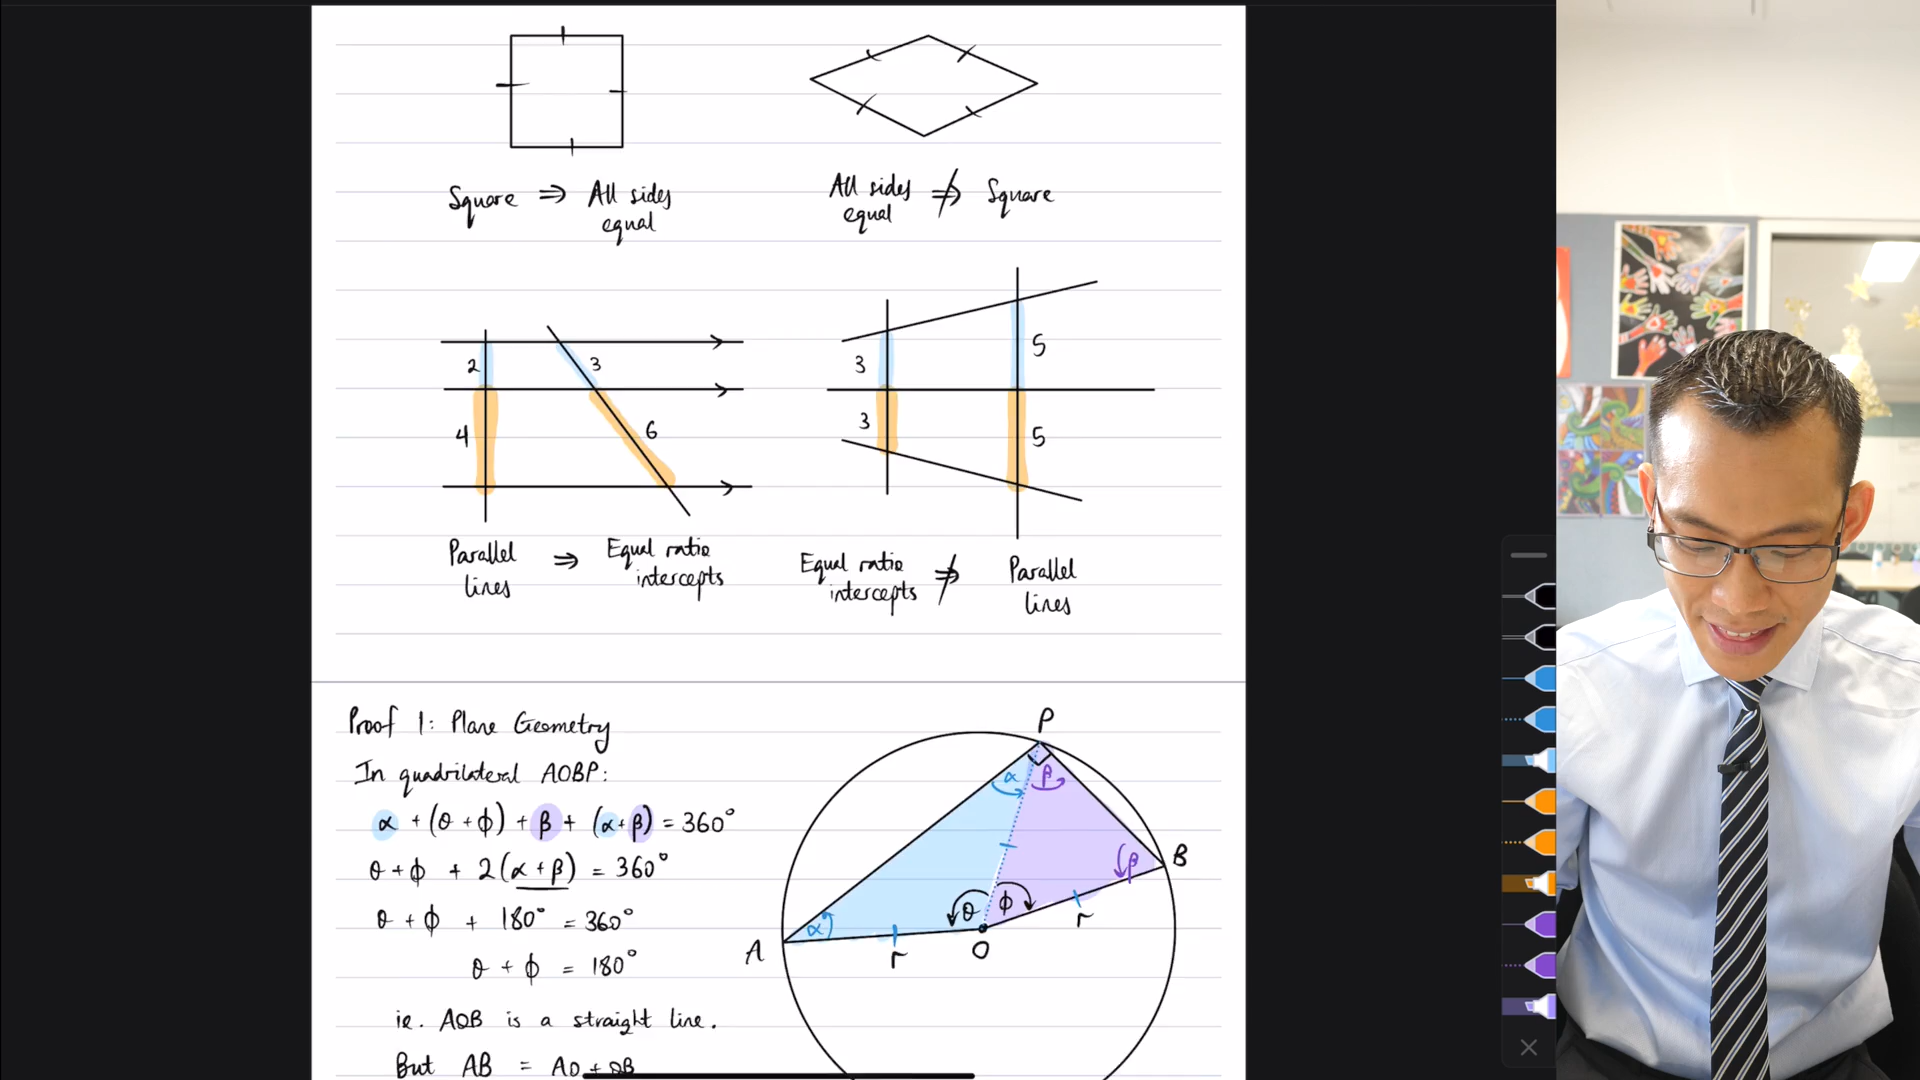 Square ⇒ All sides equal
All sides equal ⇏ Square
2
3
4
6
3
5
3
5
Parallel lines ⇒ Equal ratio intercepts
Equal ratio intercepts ⇏ Parallel lines
Proof 1: Plane Geometry
In quadrilateral AOBP:
α + (θ + ϕ) + β + (α + β) = 360°
θ + ϕ + 2(α + β) = 360°
θ + ϕ + 180° = 360°
θ + ϕ = 180°
ie. AOB is a straight line.
But AB = AO + OB
P
α
β
β
B
θ
ϕ
r
α
A
r
O